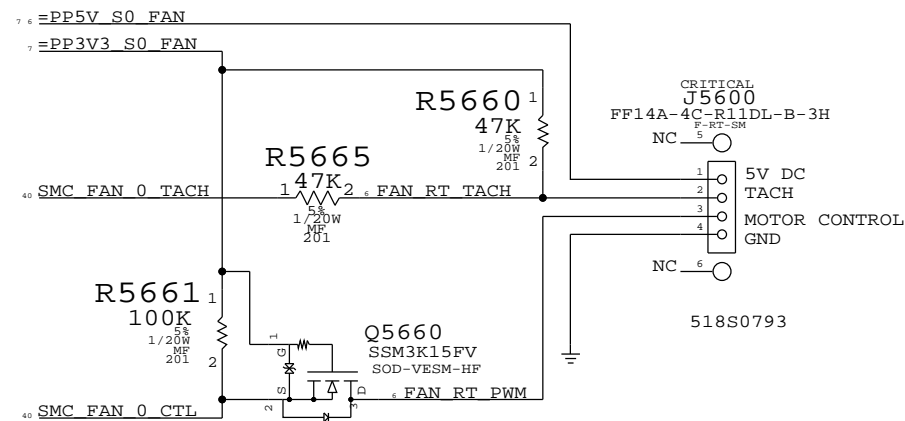 7 6 =PP5V_S0_FAN
7 =PP3V3_S0_FAN
CRITICAL
J5600
FF14A-4C-R11DL-B-3H
F-RT-SM
NC 5
R5660 1
47K
5%
1/20W
MF
201 2
R5665
1 47K 2
5%
1/20W
MF
201
40 SMC_FAN_0_TACH
6 FAN_RT_TACH
1 5V DC
2 TACH
3 MOTOR CONTROL
4 GND
NC 6
518S0793
R5661 1
100K
5%
1/20W
MF
201 2
Q5660
SSM3K15FV
SOD-VESM-HF
1 G
2 S
3 D
6 FAN_RT_PWM
40 SMC_FAN_0_CTL